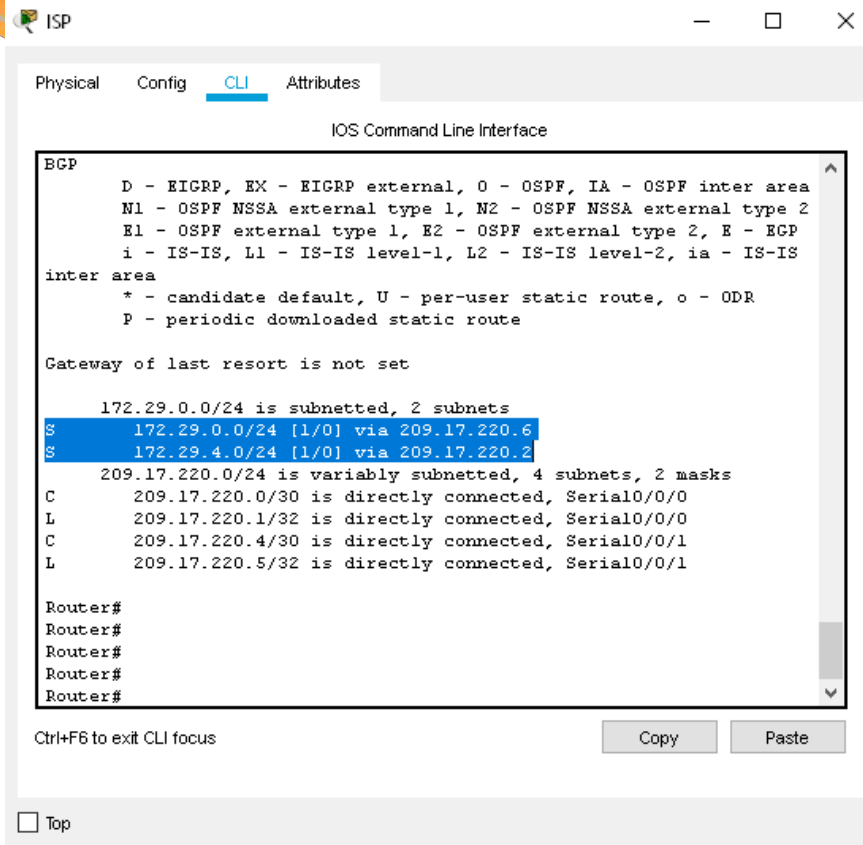 ISP
Physical Config CLI Attributes
IOS Command Line Interface
BGP
D - EIGRP, EX - EIGRP external, O - OSPF, IA - OSPF inter area
N1 - OSPF NSSA external type 1, N2 - OSPF NSSA external type 2
E1 - OSPF external type 1, E2 - OSPF external type 2, E - EGP
i - IS-IS, L1 - IS-IS level-1, L2 - IS-IS level-2, ia - IS-IS
inter area
* - candidate default, U - per-user static route, o - ODR
P - periodic downloaded static route
Gateway of last resort is not set
172.29.0.0/24 is subnetted, 2 subnets
S 172.29.0.0/24 [1/0] via 209.17.220.6
S 172.29.4.0/24 [1/0] via 209.17.220.2
209.17.220.0/24 is variably subnetted, 4 subnets, 2 masks
C 209.17.220.0/30 is directly connected, Serial0/0/0
L 209.17.220.1/32 is directly connected, Serial0/0/0
C 209.17.220.4/30 is directly connected, Serial0/0/1
L 209.17.220.5/32 is directly connected, Serial0/0/1
Router#
Router#
Router#
Router#
Router#
Ctrl+F6 to exit CLI focus
Copy Paste
Top